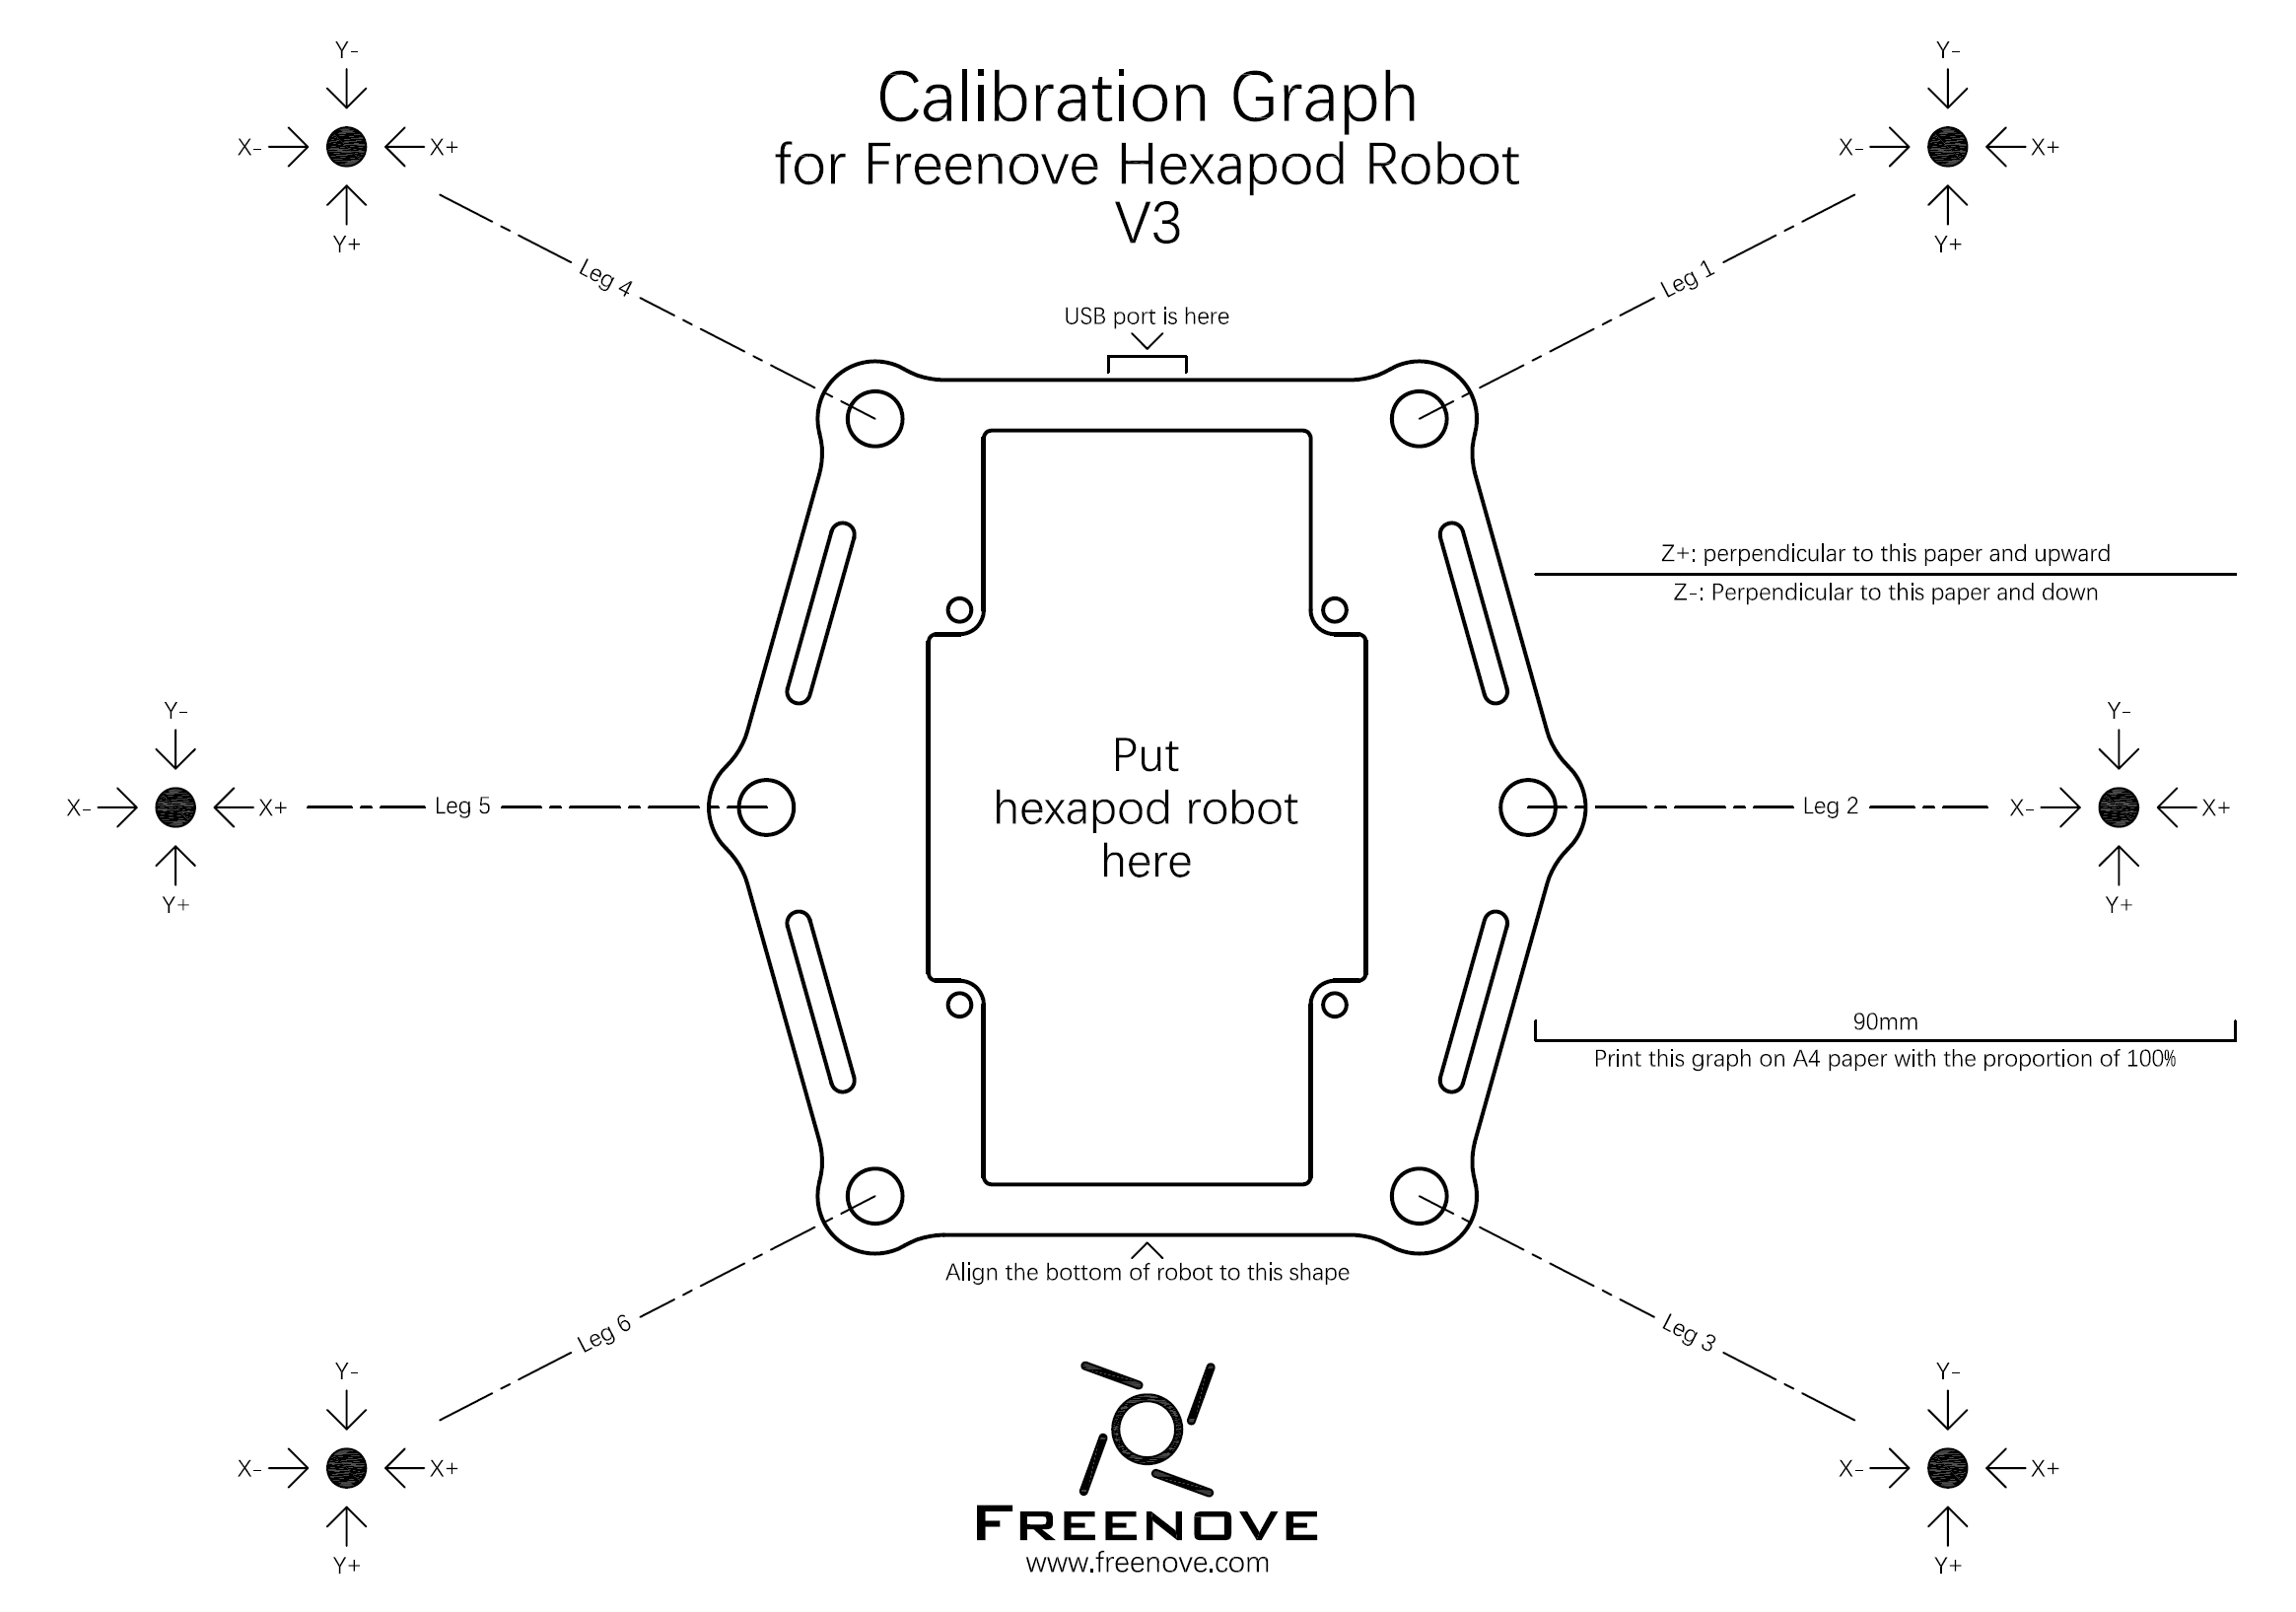 Calibration Graph
for Freenove Hexapod Robot
V3
Y-
X-
X+
Y+
Leg 4
Y-
X-
X+
Y+
Leg 1
USB port is here
Z+: perpendicular to this paper and upward
Z-: Perpendicular to this paper and down
Y-
X-
X+
Y+
Leg 5
Put
hexapod robot
here
Leg 2
Y-
X-
X+
Y+
90mm
Print this graph on A4 paper with the proportion of 100%
Align the bottom of robot to this shape
Leg 6
Y-
X-
X+
Y+
Leg 3
Y-
X-
X+
Y+
FREENOVE
www.freenove.com